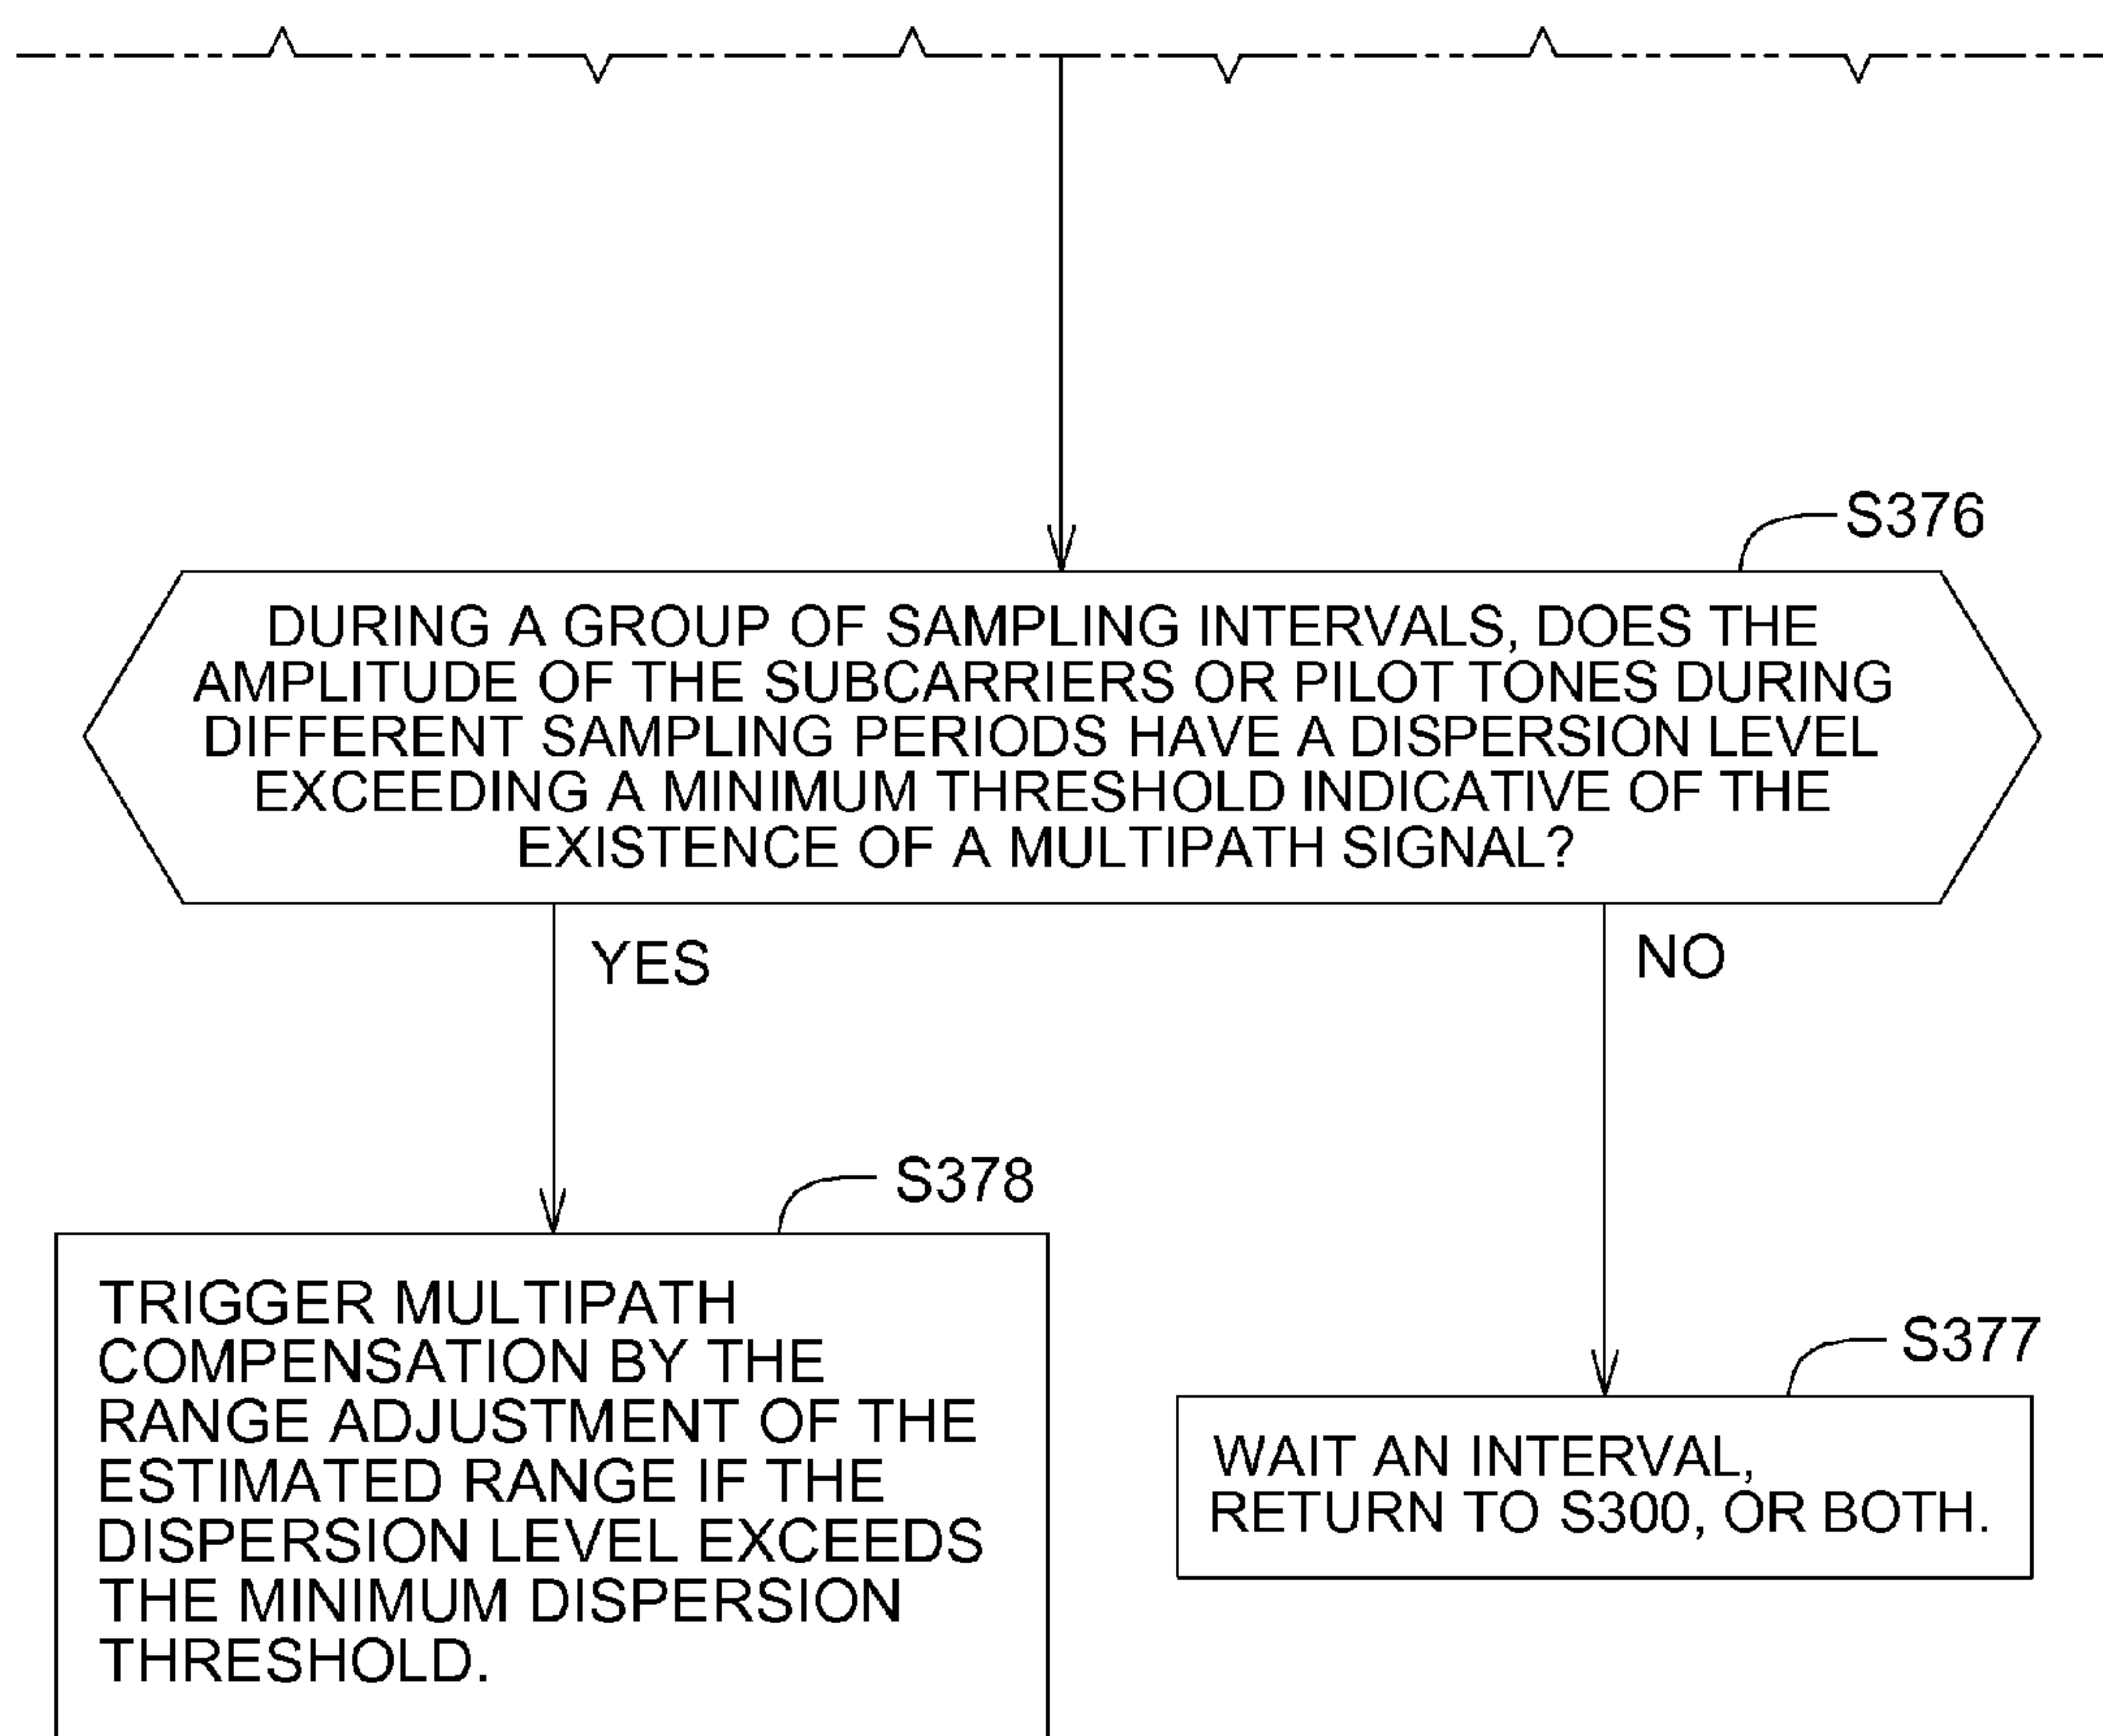 S376
DURING A GROUP OF SAMPLING INTERVALS, DOES THE
AMPLITUDE OF THE SUBCARRIERS OR PILOT TONES DURING
DIFFERENT SAMPLING PERIODS HAVE A DISPERSION LEVEL
EXCEEDING A MINIMUM THRESHOLD INDICATIVE OF THE
EXISTENCE OF A MULTIPATH SIGNAL?
YES
NO
S378
TRIGGER MULTIPATH
COMPENSATION BY THE
RANGE ADJUSTMENT OF THE
ESTIMATED RANGE IF THE
DISPERSION LEVEL EXCEEDS
THE MINIMUM DISPERSION
THRESHOLD.
S377
WAIT AN INTERVAL,
RETURN TO S300, OR BOTH.